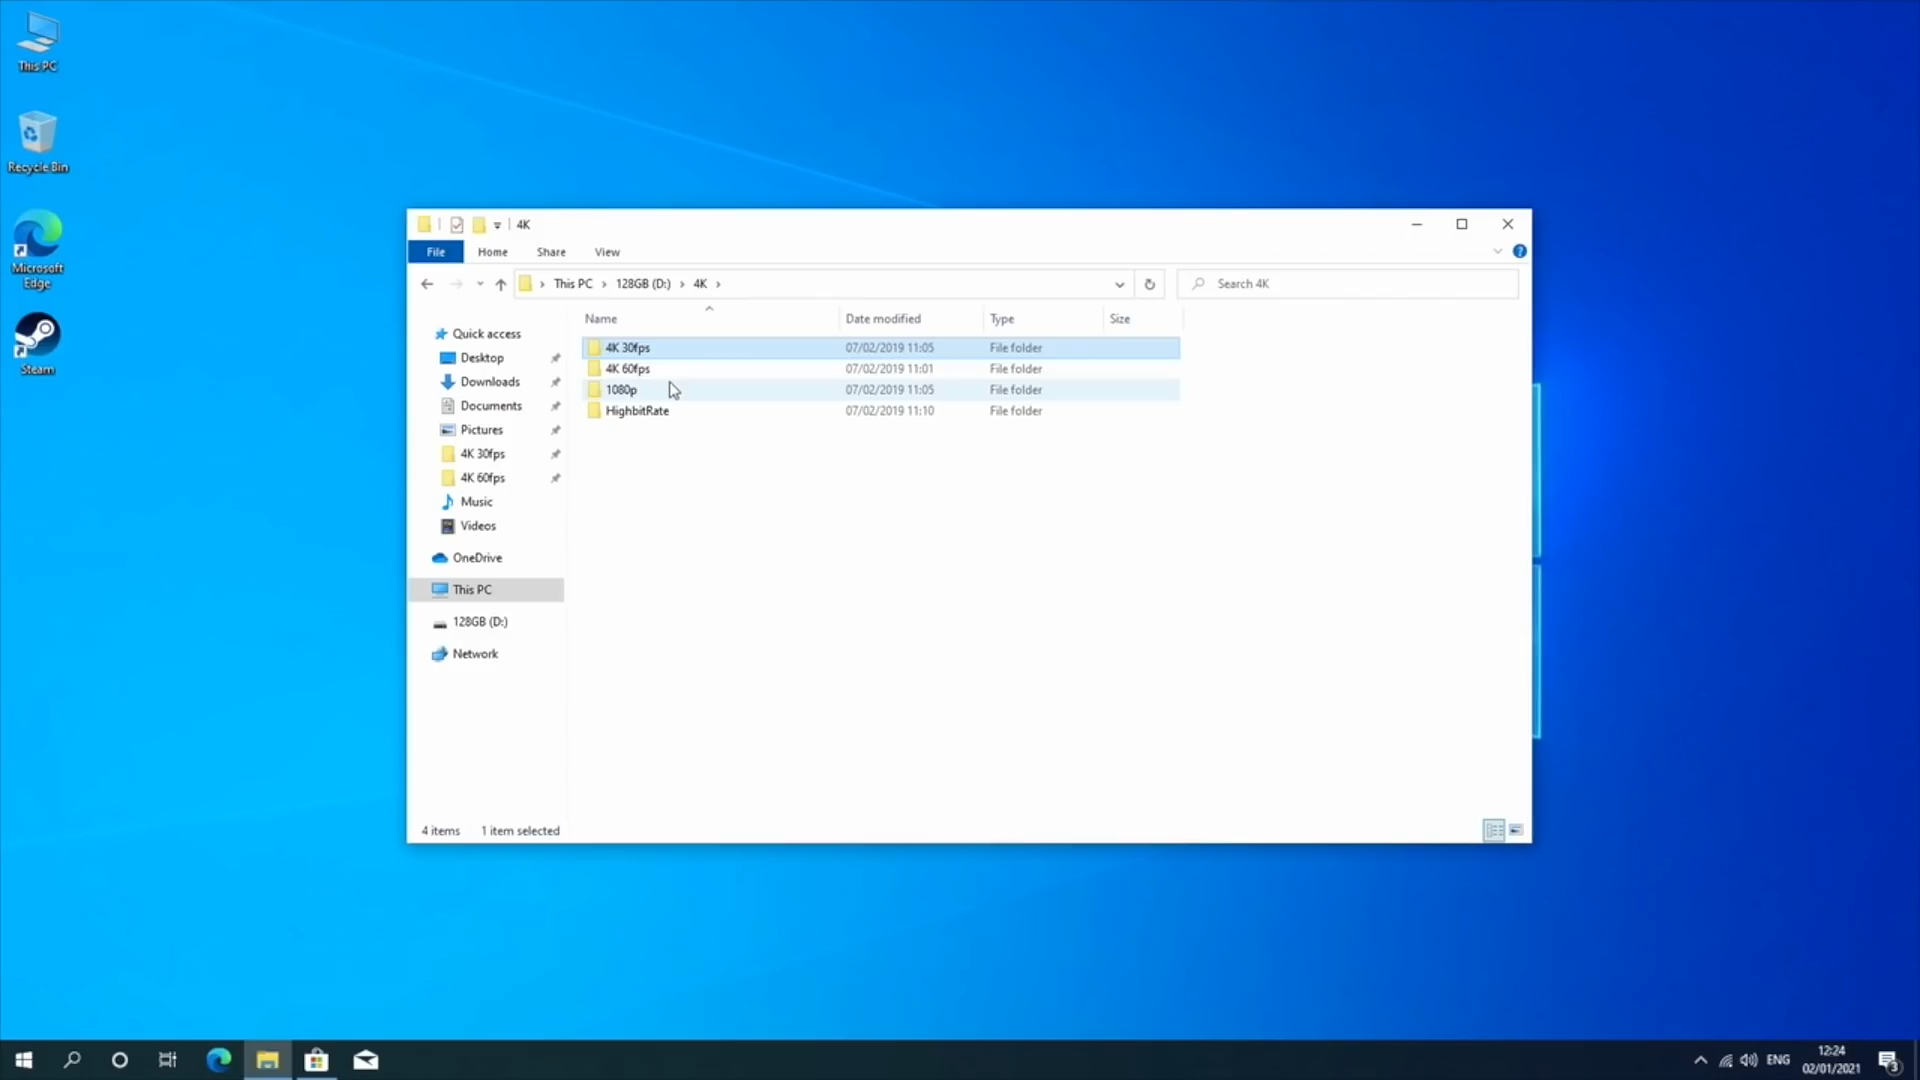 This PC
Recycle Bin
Microsoft
Edge
Steam
4K
File Home Share View
This PC 128GB (D:) 4K
Search 4K
Name Date modified Type Size
4K 30fps 07/02/2019 11:05 File folder
4K 60fps 07/02/2019 11:01 File folder
1080p 07/02/2019 11:05 File folder
HighbitRate 07/02/2019 11:10 File folder
Quick access
Desktop
Downloads
Documents
Pictures
4K 30fps
4K 60fps
Music
Videos
OneDrive
This PC
128GB (D:)
Network
4 items 1 item selected
ENG
12:24
02/01/2021
3